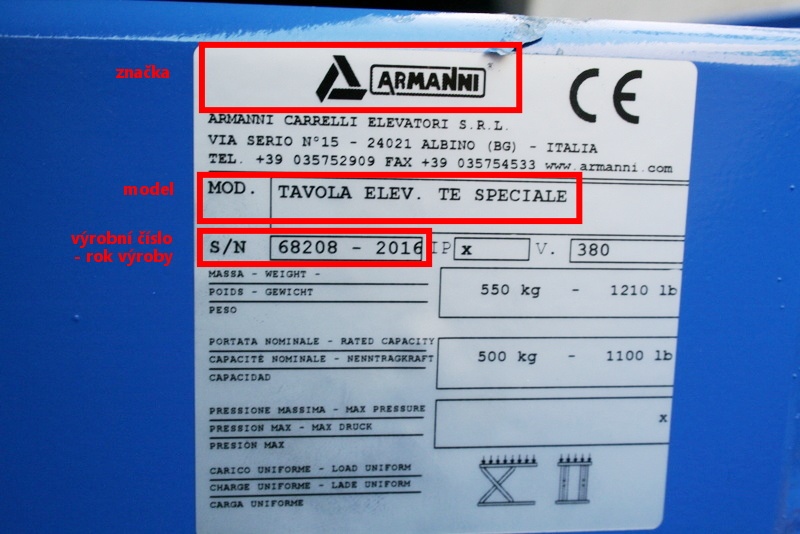 značka
ARMANNI
CE
ARMANNI CARRELLI ELEVATORI S.R.L.
VIA SERIO N°15 - 24021 ALBINO (BG) - ITALIA
TEL. +39 035752909 FAX +39 035754533 www.armanni.com
model
MOD. TAVOLA ELEV. TE SPECIALE
výrobní číslo
- rok výroby
S/N 68208 - 2016 IP x V. 380
MASSA - WEIGHT -
POIDS - GEWICHT
PESO
550 kg - 1210 lb
PORTATA NOMINALE - RATED CAPACITY
CAPACITÉ NOMINALE - NENNTRAGKRAFT
CAPACIDAD
500 kg - 1100 lb
PRESSIONE MASSIMA - MAX PRESSURE
PRESSION MAX - MAX DRUCK
PRESIÓN MAX
x
CARICO UNIFORME - LOAD UNIFORM
CHARGE UNIFORME - LADE UNIFORM
CARGA UNIFORME